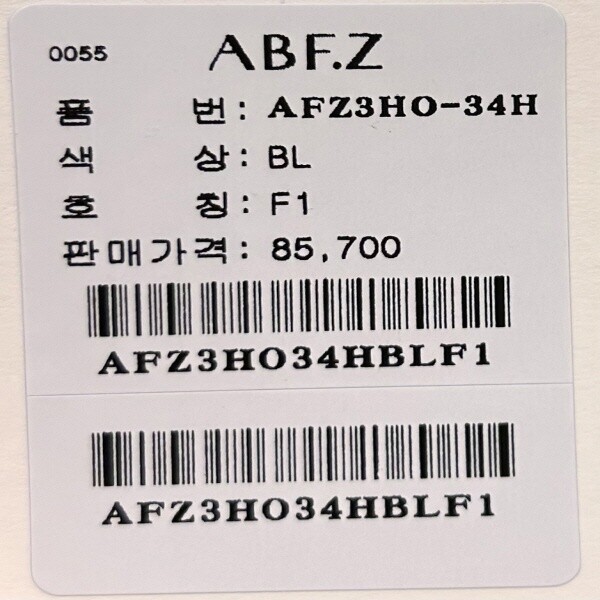 0055 ABF.Z
품 번: AFZ3HO-34H
색 상: BL
호 칭: F1
판매가격: 85,700
AFZ3HO34HBLF1
AFZ3HO34HBLF1